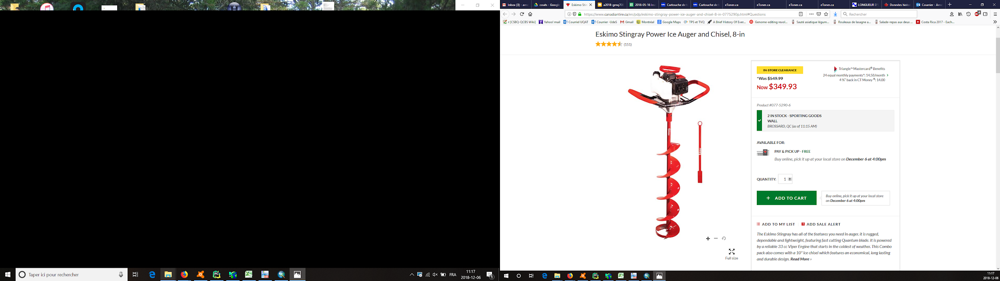 Inbox (3) - ame
couts - Google
Eskimo Stin
a2018-gmq708
2018-05-16 Inv
Cartouche de t
Cartouche de t
eToner.ca
eToner.ca
eToner.ca
eToner.ca
LONGUEUR D'
Données histo
Courrier - Ame
https://www.canadiantire.ca/en/pdp/eskimo-stingray-power-ice-auger-and-chisel-8-in-0775290p.html#Questions
Rechercher
r [CSBQ-QCBS Wiki]
Yahoo! mail
Courriel UQAT
Courrier -UdeS
Gmail
Montréal
Google Maps
TPS et TVQ
A Brief History Of Ever...
Genome-editing revol...
Sauté asiatique légum...
Rouleaux de lasagne a...
Salade-repas aux deux ...
Costa Rica 2017 - Each...
Eskimo Stingray Power Ice Auger and Chisel, 8-in
(151)
IN-STORE CLEARANCE
*Was $549.99
Now $349.93
Triangle™ Mastercard® Benefits
24 equal monthly payments*: 14.58/month
4 %† back in CT Money ®: 14.00
Product #077-5290-6
2 IN STOCK - SPORTING GOODS
WALL
BROSSARD, QC (as of 11:15 AM)
AVAILABLE FOR:
PAY & PICK UP - FREE
Buy online, pick it up at your local store on December 6 at 4:00pm
QUANTITY: 1
+ ADD TO CART
Buy online, pick it up at your local store
on December 6 at 4:00pm
ADD TO MY LIST
ADD SALE ALERT
The Eskimo Stingray has all of the features you need in auger. it is rugged,
dependable and lightweight, featuring fast cutting Quantum blade. It is powered
by a reliable 33 cc Viper Engine that starts in the coldest of weather. This Combo
pack also comes with a 10" ice chisel which features an economical, long lasting
and durable design. Read More ›
Eskimo
Full size
Taper ici pour rechercher
FRA
11:17
2018-12-06
1
11:17
2018-12-06